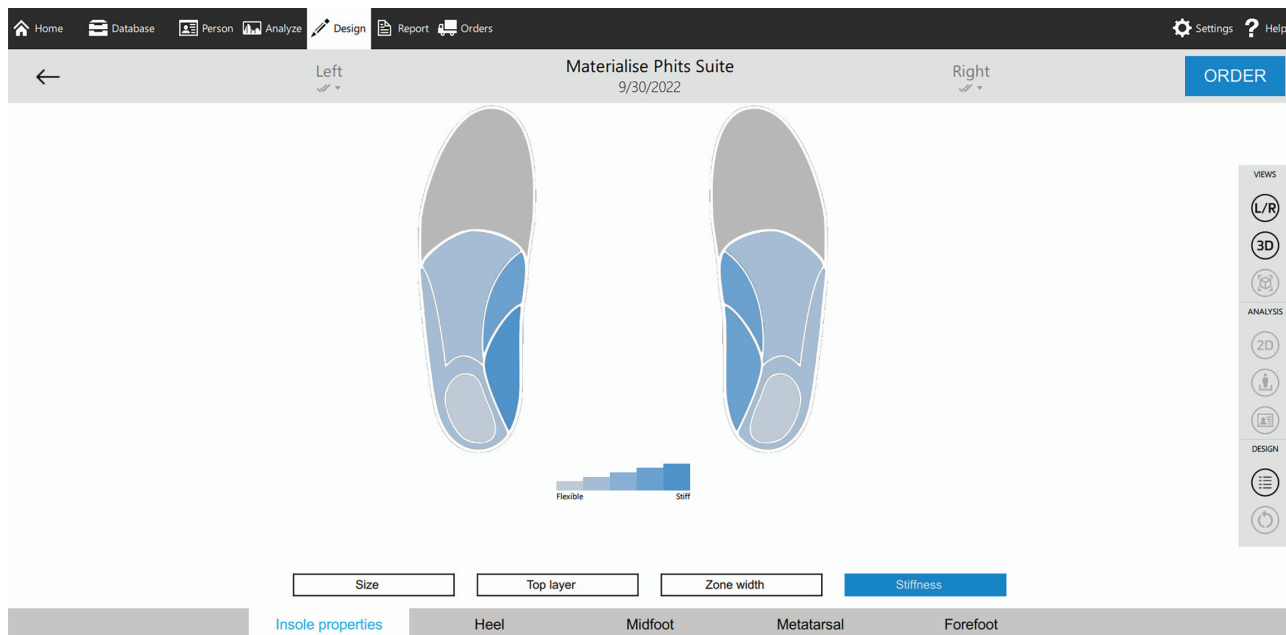 Home Database Person Analyze Design Report Orders Settings ? Help
Left Materialise Phits Suite Right ORDER
9/30/2022
VIEWS
L/R
3D
ANALYSIS
2D
DESIGN
Flexible Stiff
Size Top layer Zone width Stiffness
Insole properties Heel Midfoot Metatarsal Forefoot